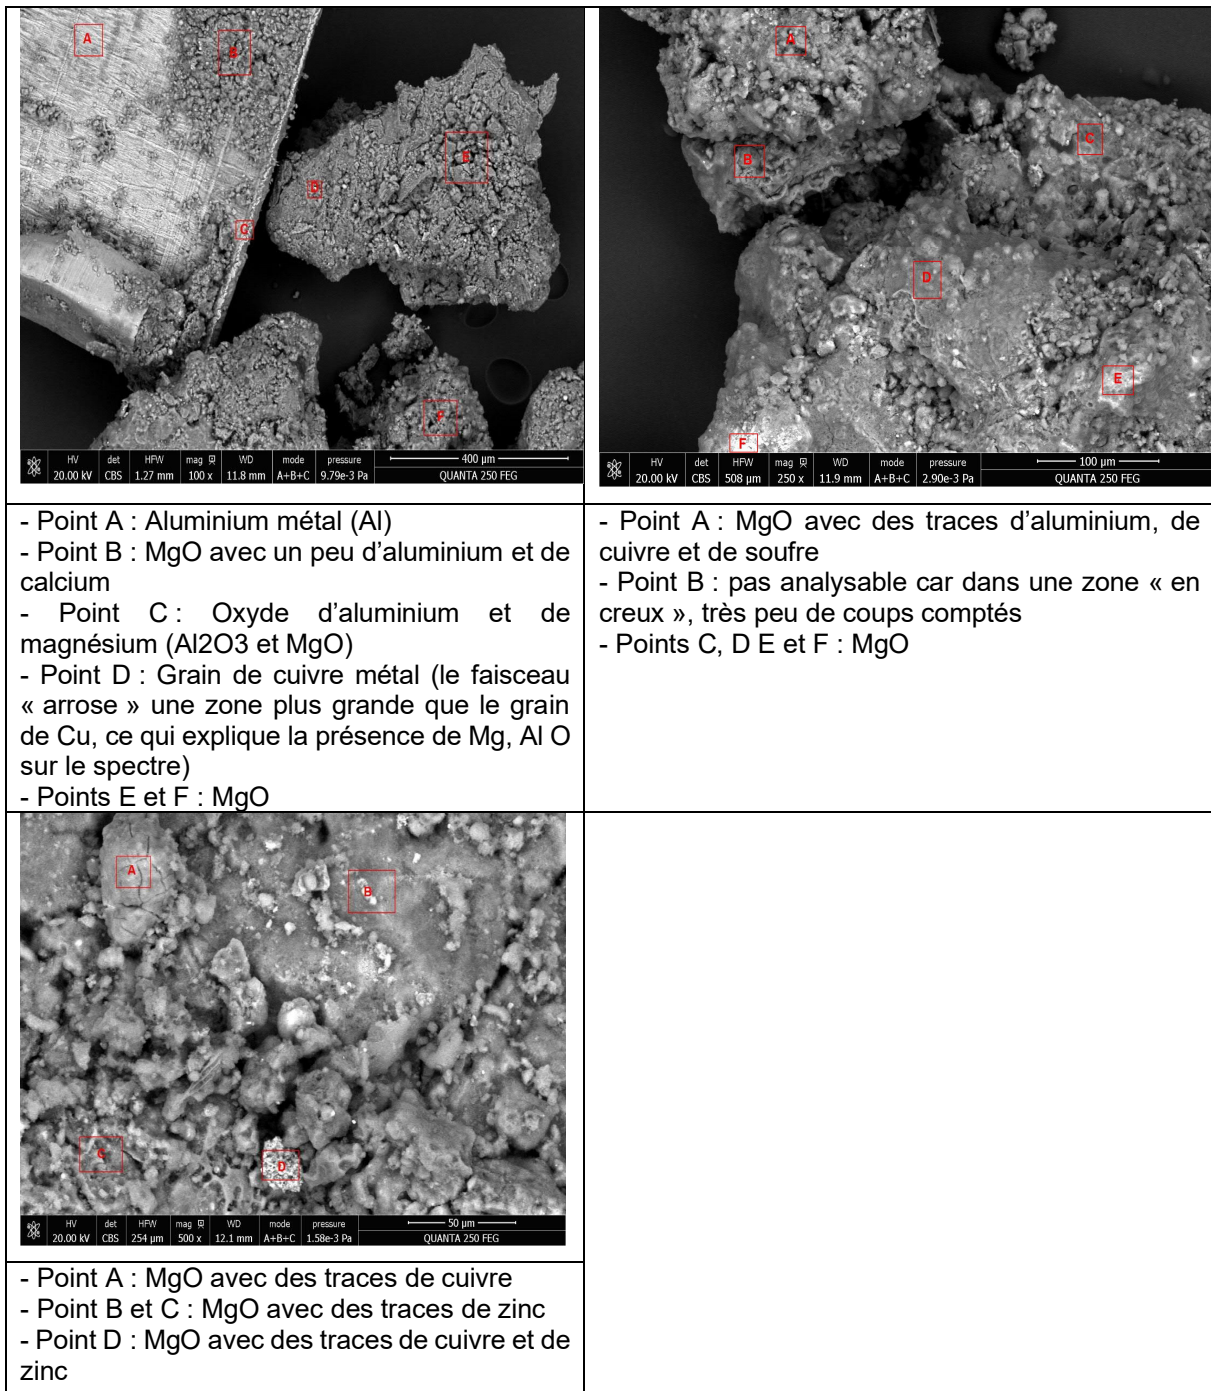 A
B
E
D
C
F
HV det HFW mag WD mode pressure 400 µm
20.00 kV CBS 1.27 mm 100 x 11.8 mm A+B+C 9.79e-3 Pa QUANTA 250 FEG
A
C
B
D
E
F
HV det HFW mag WD mode pressure 100 µm
20.00 kV CBS 508 µm 250 x 11.9 mm A+B+C 2.90e-3 Pa QUANTA 250 FEG
- Point A : Aluminium métal (Al)
- Point B : MgO avec un peu d’aluminium et de
calcium
- Point C : Oxyde d’aluminium et de
magnésium (Al2O3 et MgO)
- Point D : Grain de cuivre métal (le faisceau
« arrose » une zone plus grande que le grain
de Cu, ce qui explique la présence de Mg, Al O
sur le spectre)
- Points E et F : MgO
- Point A : MgO avec des traces d’aluminium, de
cuivre et de soufre
- Point B : pas analysable car dans une zone « en
creux », très peu de coups comptés
- Points C, D E et F : MgO
A
B
C
D
HV det HFW mag WD mode pressure 50 µm
20.00 kV CBS 254 µm 500 x 12.1 mm A+B+C 1.58e-3 Pa QUANTA 250 FEG
- Point A : MgO avec des traces de cuivre
- Point B et C : MgO avec des traces de zinc
- Point D : MgO avec des traces de cuivre et de
zinc